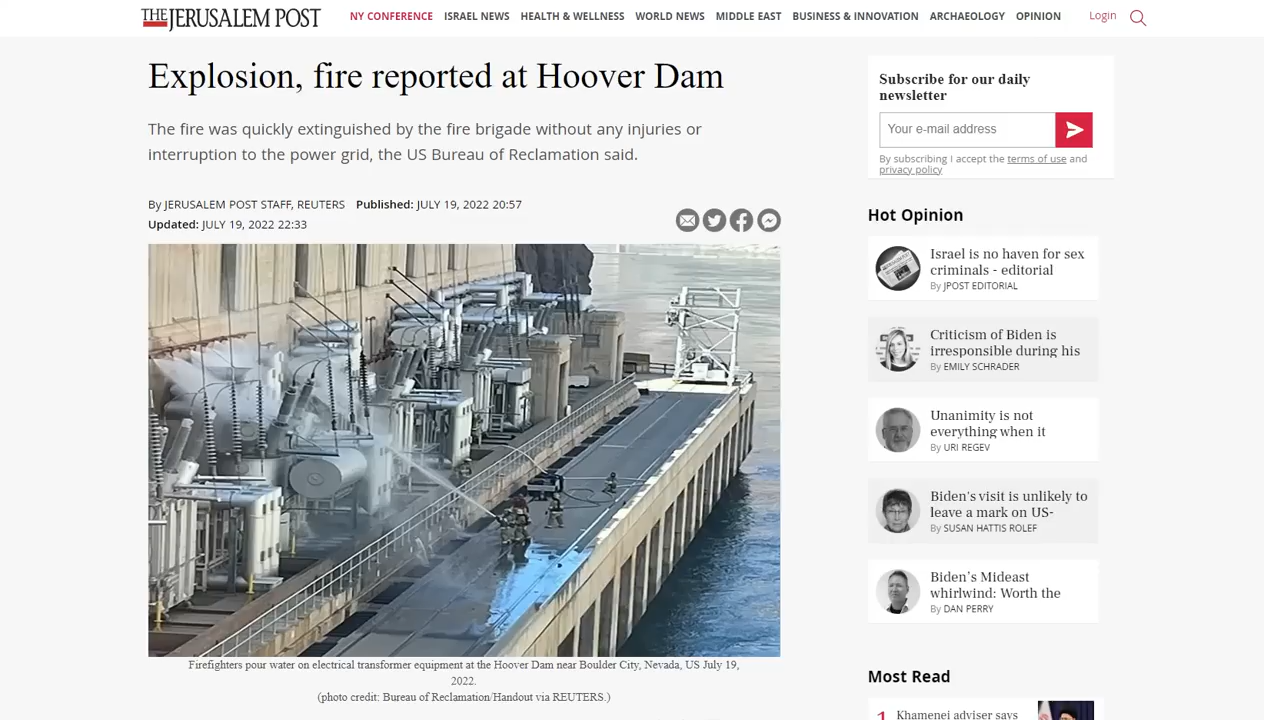 THE JERUSALEM POST
NY CONFERENCE ISRAEL NEWS HEALTH & WELLNESS WORLD NEWS MIDDLE EAST BUSINESS & INNOVATION ARCHAEOLOGY OPINION Login
Explosion, fire reported at Hoover Dam
The fire was quickly extinguished by the fire brigade without any injuries or
interruption to the power grid, the US Bureau of Reclamation said.
By JERUSALEM POST STAFF, REUTERS Published: JULY 19, 2022 20:57
Updated: JULY 19, 2022 22:33
Firefighters pour water on electrical transformer equipment at the Hoover Dam near Boulder City, Nevada, US July 19,
2022.
(photo credit: Bureau of Reclamation/Handout via REUTERS.)
Subscribe for our daily
newsletter
Your e-mail address
By subscribing I accept the terms of use and
privacy policy
Hot Opinion
Israel is no haven for sex
criminals - editorial
By JPOST EDITORIAL
Criticism of Biden is
irresponsible during his
By EMILY SCHRADER
Unanimity is not
everything when it
By URI REGEV
Biden's visit is unlikely to
leave a mark on US-
By SUSAN HATTIS ROLEF
Biden’s Mideast
whirlwind: Worth the
By DAN PERRY
Most Read
1 Khamenei adviser says